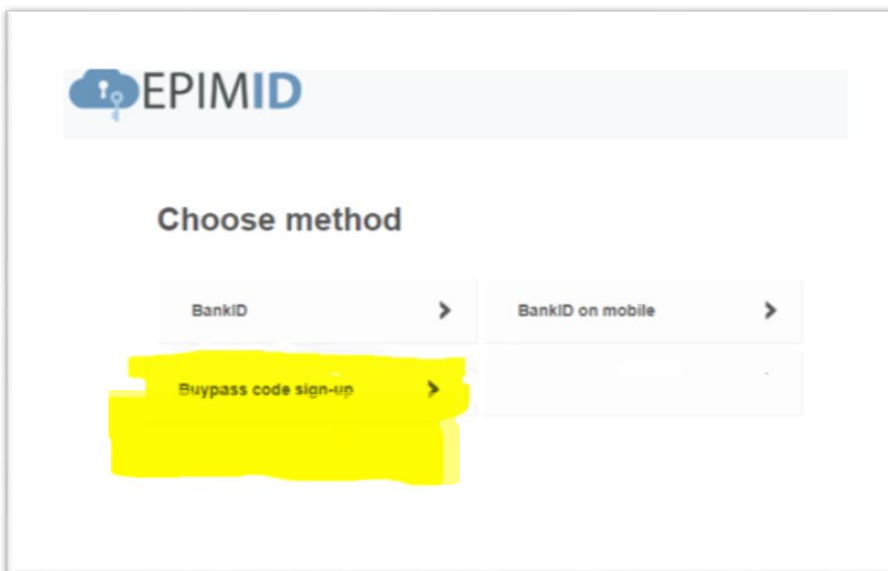 EPIMID
Choose method
BankID
BankID on mobile
Buypass code sign-up